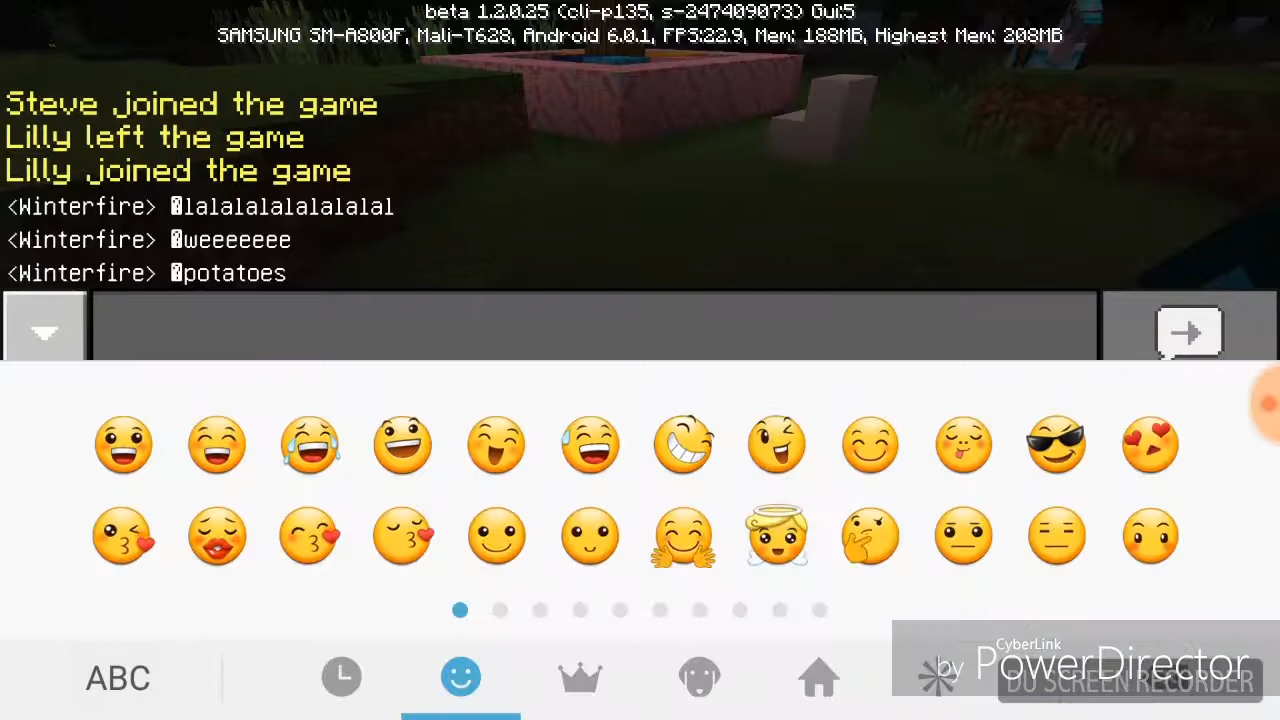 beta 1.2.0.25 (cli-p135, s-247409073) Gui:5
SAMSUNG SM-A800F, Mali-T628, Android 6.0.1, FPS:22.9, Mem: 188MB, Highest Mem: 208MB
Steve joined the game
Lilly left the game
Lilly joined the game
<Winterfire> �lalalalalalalalal
<Winterfire> �weeeeeee
<Winterfire> �potatoes
ABC
CyberLink
by PowerDirector
DU SCREEN RECORDER